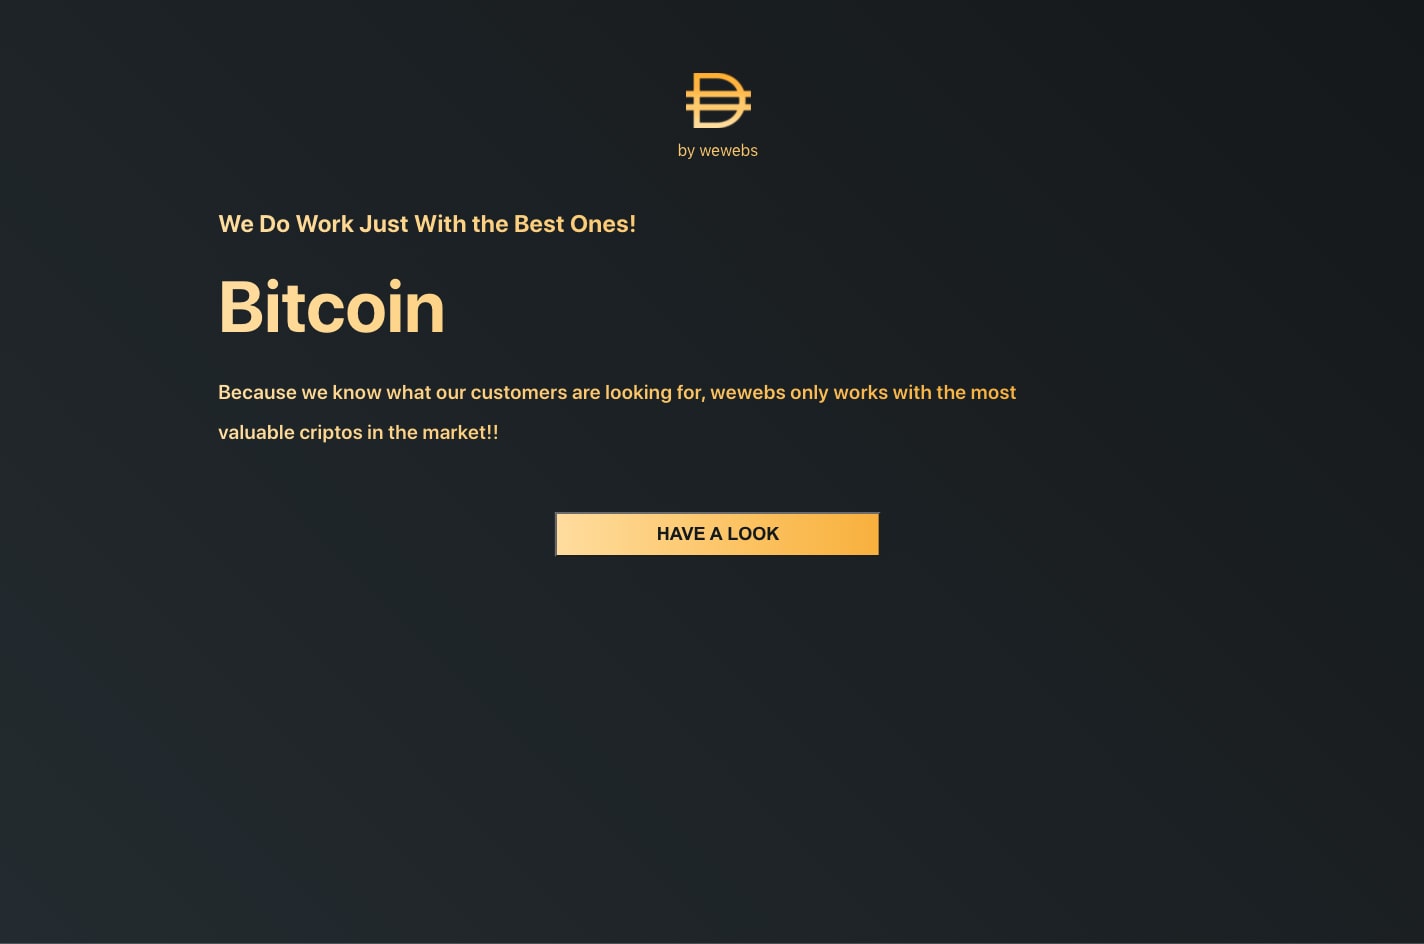 by wewebs
We Do Work Just With the Best Ones!
Bitcoin
Because we know what our customers are looking for, wewebs only works with the most
valuable criptos in the market!!
HAVE A LOOK